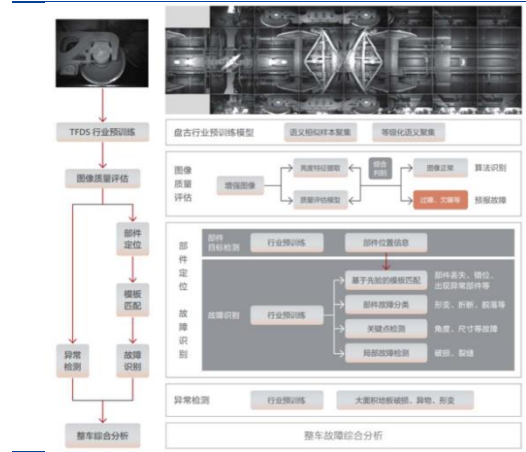 TFDS 行业预训练
图像质量评估
部件
定位
模板
匹配
异常
检测
故障
识别
整车综合分析
盘古行业预训练模型
语义相似样本聚集
等级化语义聚集
图像
质量
评估
增强图像
亮度特征提取
质量评估模型
综合
判别
图像正常
算法识别
过曝、欠曝等
预报故障
部件定位
故障识别
部件
目标检测
行业预训练
部件位置信息
故障识别
行业预训练
基于先验的模板匹配
部件丢失、错位、
出现异常部件等
部件故障分类
形变、折断、脱落等
关键点检测
角度、尺寸等故障
局部故障检测
破损、裂缝
异常检测
行业预训练
大面积地板破损、异物、形变
整车故障综合分析